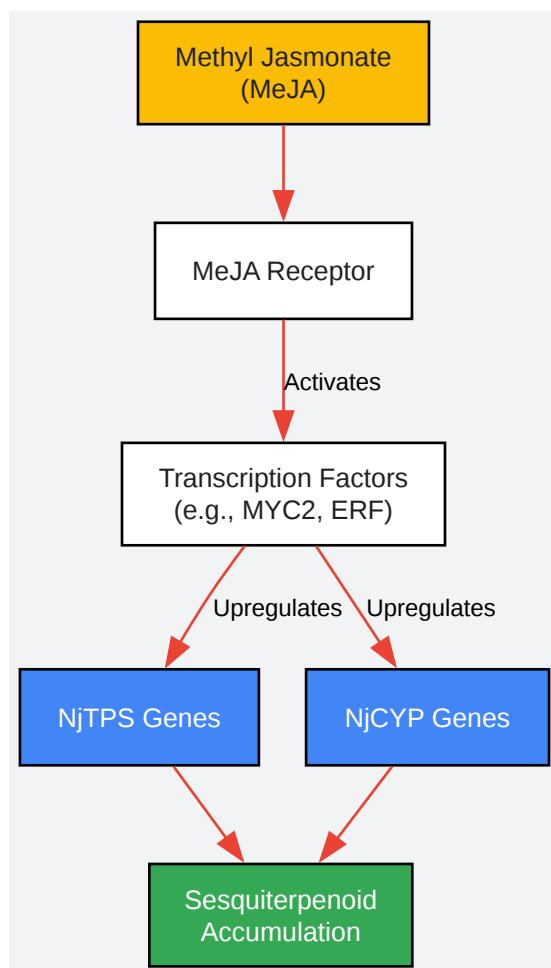 Methyl Jasmonate
(MeJA)
MeJA Receptor
Activates
Transcription Factors
(e.g., MYC2, ERF)
Upregulates
Upregulates
NjTPS Genes
NjCYP Genes
Sesquiterpenoid
Accumulation